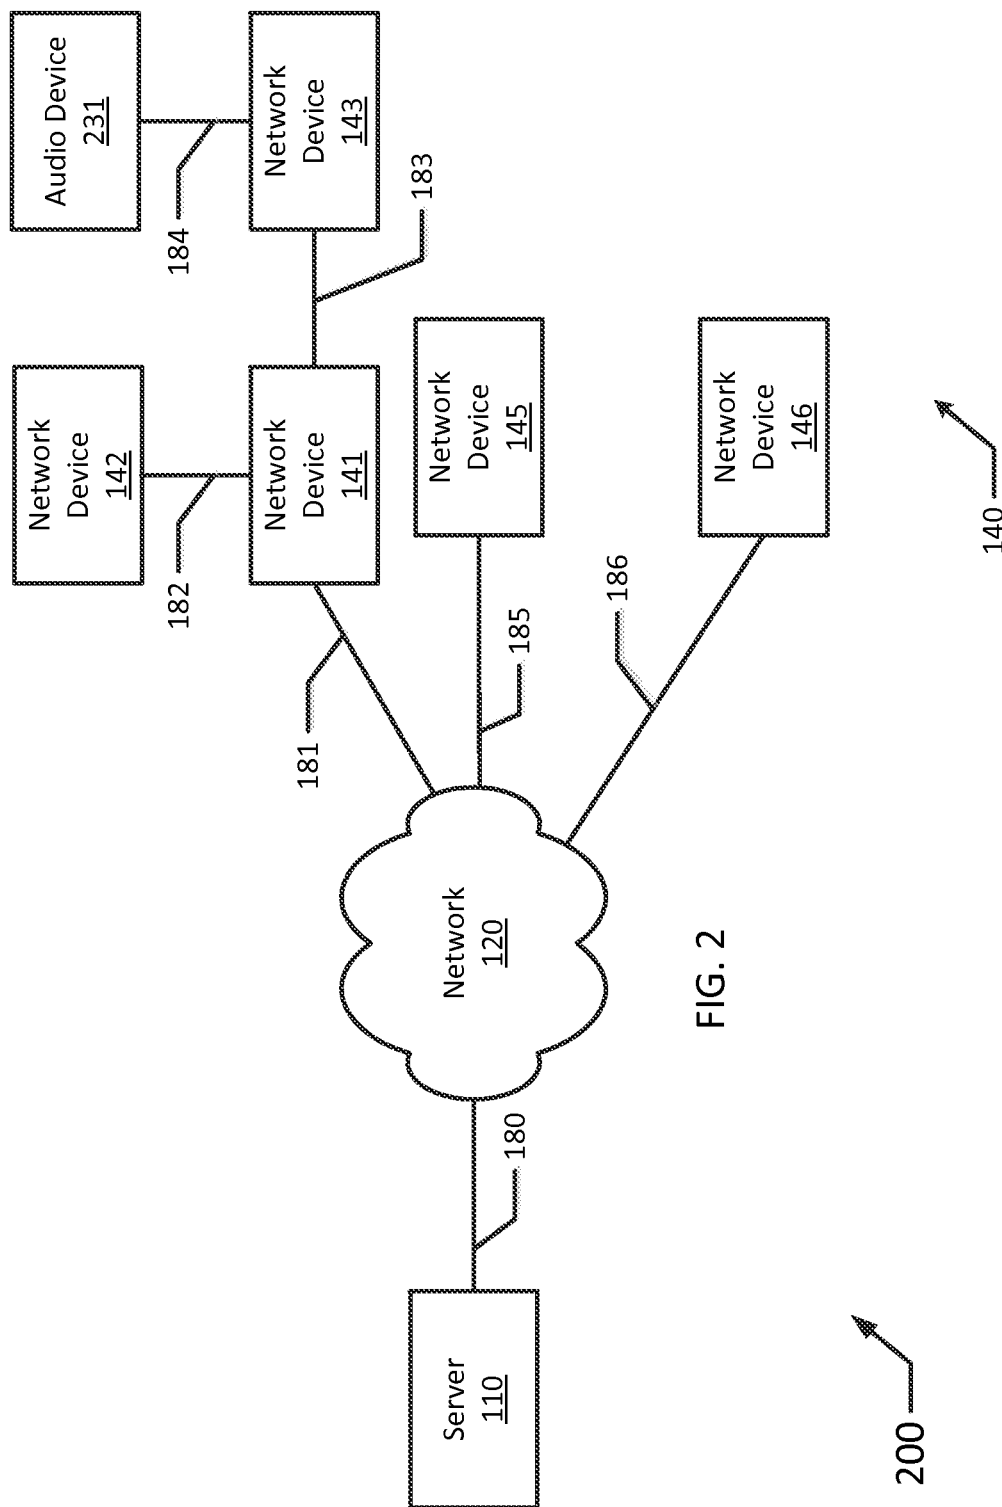 Audio Device
231
184
Network
Device
143
183
Network
Device
142
182
Network
Device
141
181
Network
Device
145
185
Network
Device
146
186
140
Network
120
180
Server
110
200
FIG. 2